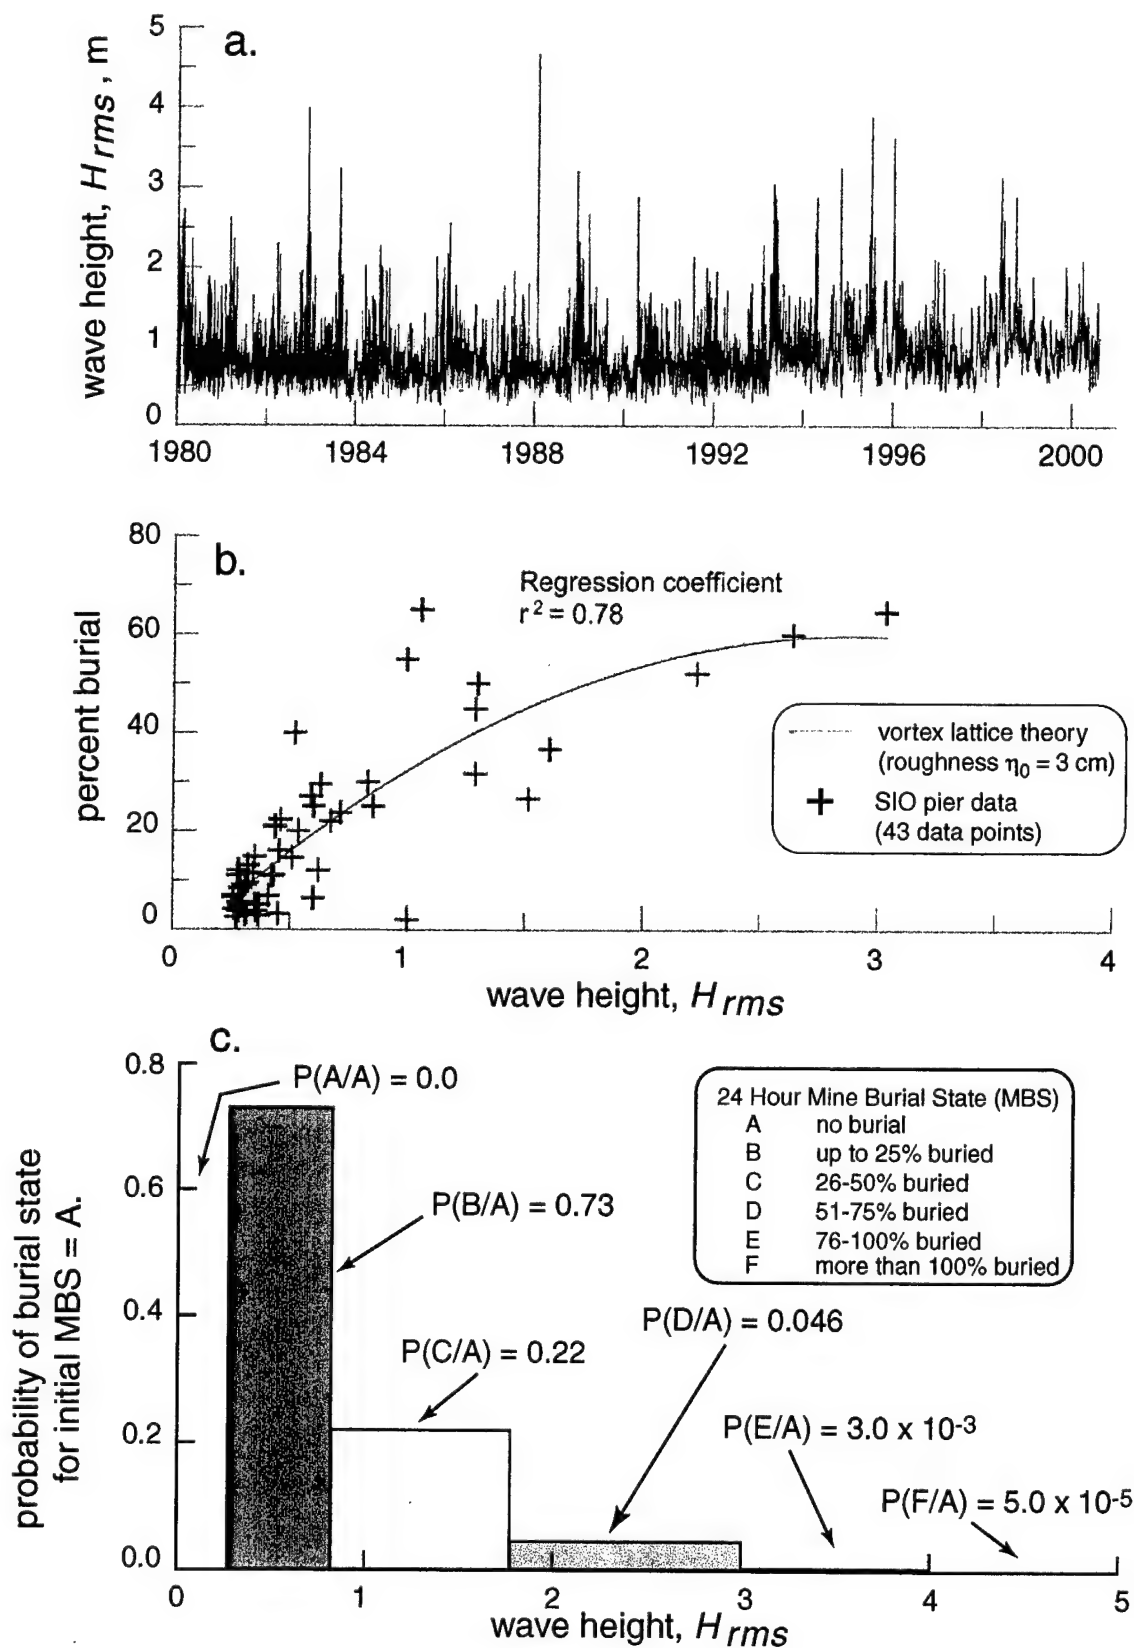 a.
wave height, H rms , m
5
4
3
2
1
0
1980 1984 1988 1992 1996 2000
b.
percent burial
80
60
40
20
0
Regression coefficient
r² = 0.78
vortex lattice theory
(roughness η₀ = 3 cm)
SIO pier data
(43 data points)
0 1 2 3 4
wave height, H rms
c.
probability of burial state
for initial MBS = A.
0.8
0.6
0.4
0.2
0.0
P(A/A) = 0.0
P(B/A) = 0.73
P(C/A) = 0.22
P(D/A) = 0.046
P(E/A) = 3.0 x 10⁻³
P(F/A) = 5.0 x 10⁻⁵
24 Hour Mine Burial State (MBS)
A no burial
B up to 25% buried
C 26-50% buried
D 51-75% buried
E 76-100% buried
F more than 100% buried
0 1 2 3 4 5
wave height, H rms